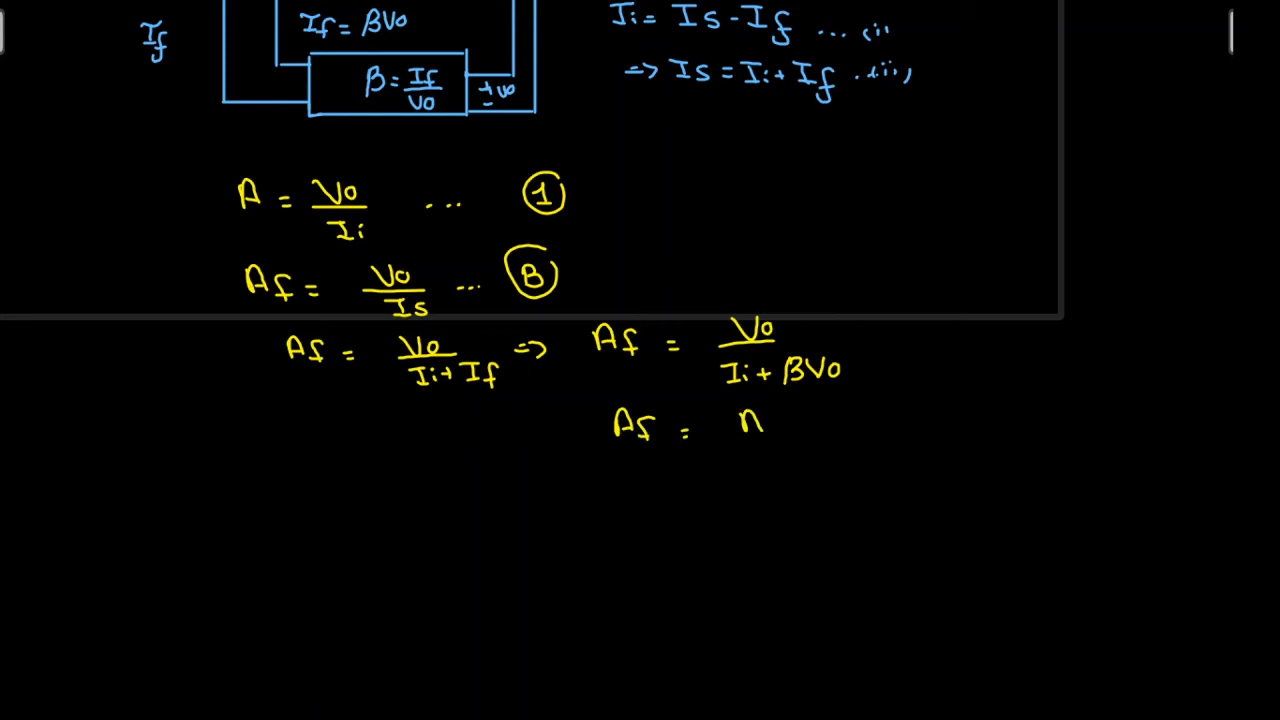 If
If = βVo
β = If/Vo
± Vo
Ii = Is - If ... (ii
=> Is = Ii + If .. (ii,
A = Vo/Ii ... ①
Af = Vo/Is ... Ⓑ
Af = Vo/(Ii + If) => Af = Vo/(Ii + βVo)
Af =